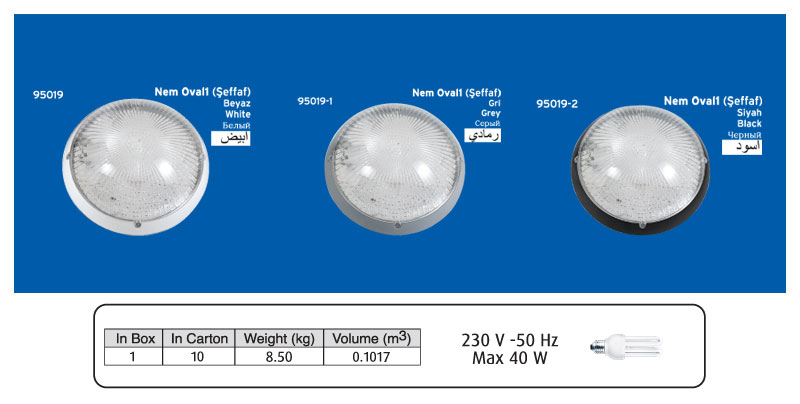 95019
Nem Oval1 (Şeffaf)
Beyaz
White
Белый
ابيض
95019-1
Nem Oval1 (Şeffaf)
Gri
Grey
Серый
رمادي
95019-2
Nem Oval1 (Şeffaf)
Siyah
Black
Черный
اسود
In Box In Carton Weight (kg) Volume (m3)
1 10 8.50 0.1017
230 V -50 Hz
Max 40 W